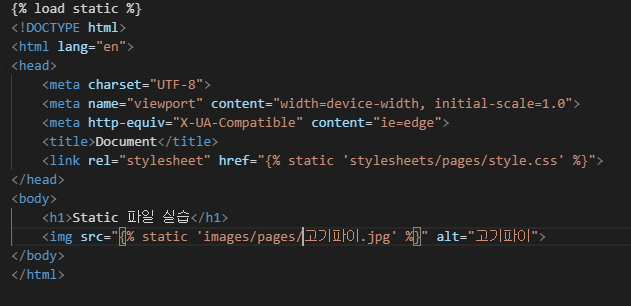 {% load static %}
<!DOCTYPE html>
<html lang="en">
<head>
    <meta charset="UTF-8">
    <meta name="viewport" content="width=device-width, initial-scale=1.0">
    <meta http-equiv="X-UA-Compatible" content="ie=edge">
    <title>Document</title>
    <link rel="stylesheet" href="{% static 'stylesheets/pages/style.css' %}">
</head>
<body>
    <h1>Static 파일 실습</h1>
    <img src="{% static 'images/pages/고기파이.jpg' %}" alt="고기파이">
</body>
</html>